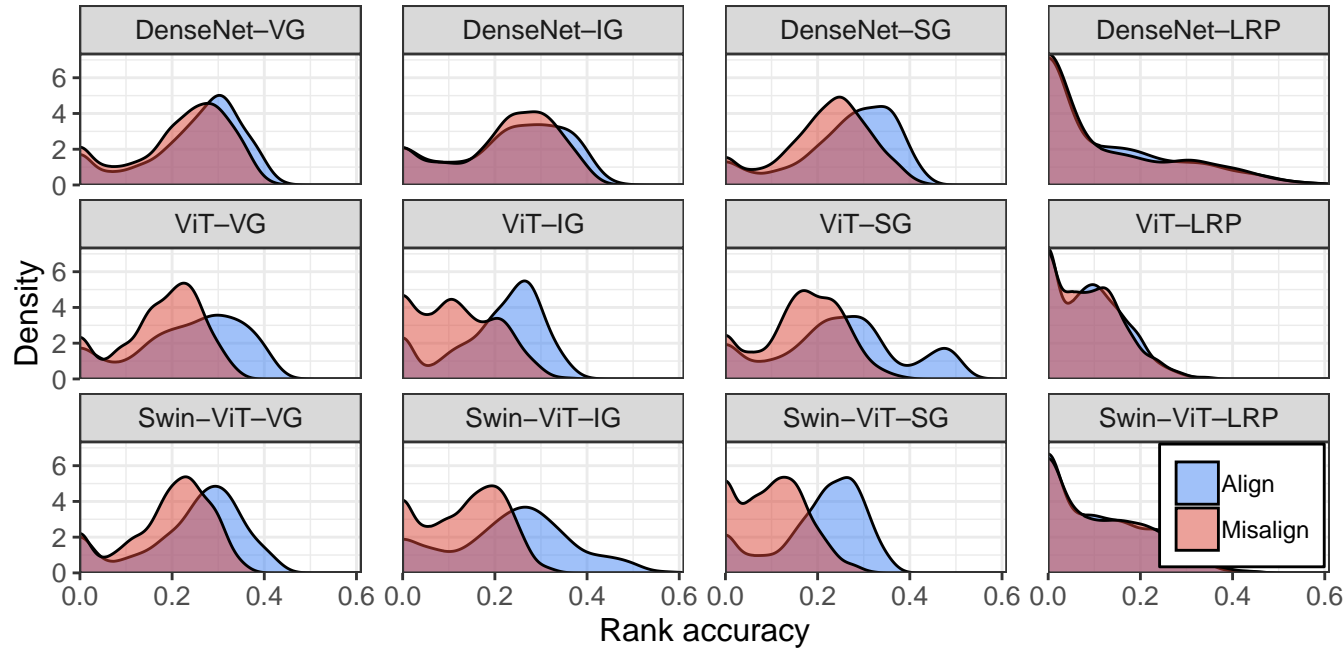 DenseNet–VG DenseNet–IG DenseNet–SG DenseNet–LRP
6
4
2
0
ViT–VG ViT–IG ViT–SG ViT–LRP
6
4
2
0
Density
Swin–ViT–VG Swin–ViT–IG Swin–ViT–SG Swin–ViT–LRP
6
4
2
0
Align
Misalign
0.0 0.2 0.4 0.6 0.0 0.2 0.4 0.6 0.0 0.2 0.4 0.6 0.0 0.2 0.4 0.6
Rank accuracy